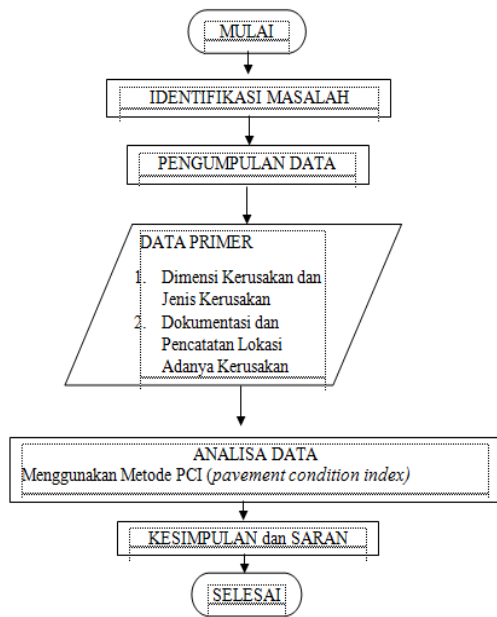 MULAI
IDENTIFIKASI MASALAH
PENGUMPULAN DATA
DATA PRIMER
1. Dimensi Kerusakan dan
Jenis Kerusakan
2. Dokumentasi dan
Pencatatan Lokasi
Adanya Kerusakan
ANALISA DATA
Menggunakan Metode PCI (pavement condition index)
KESIMPULAN dan SARAN
SELESAI